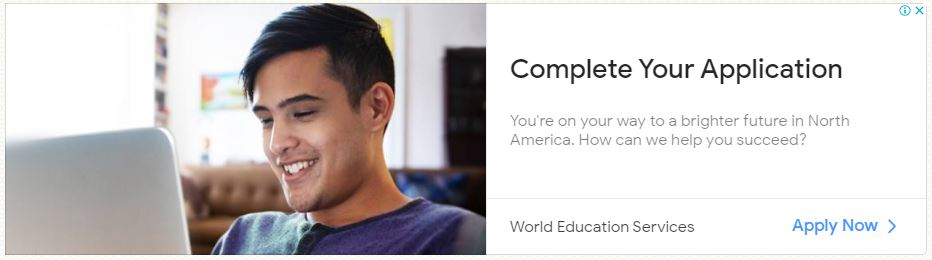 Complete Your Application
You're on your way to a brighter future in North
America. How can we help you succeed?
World Education Services
Apply Now